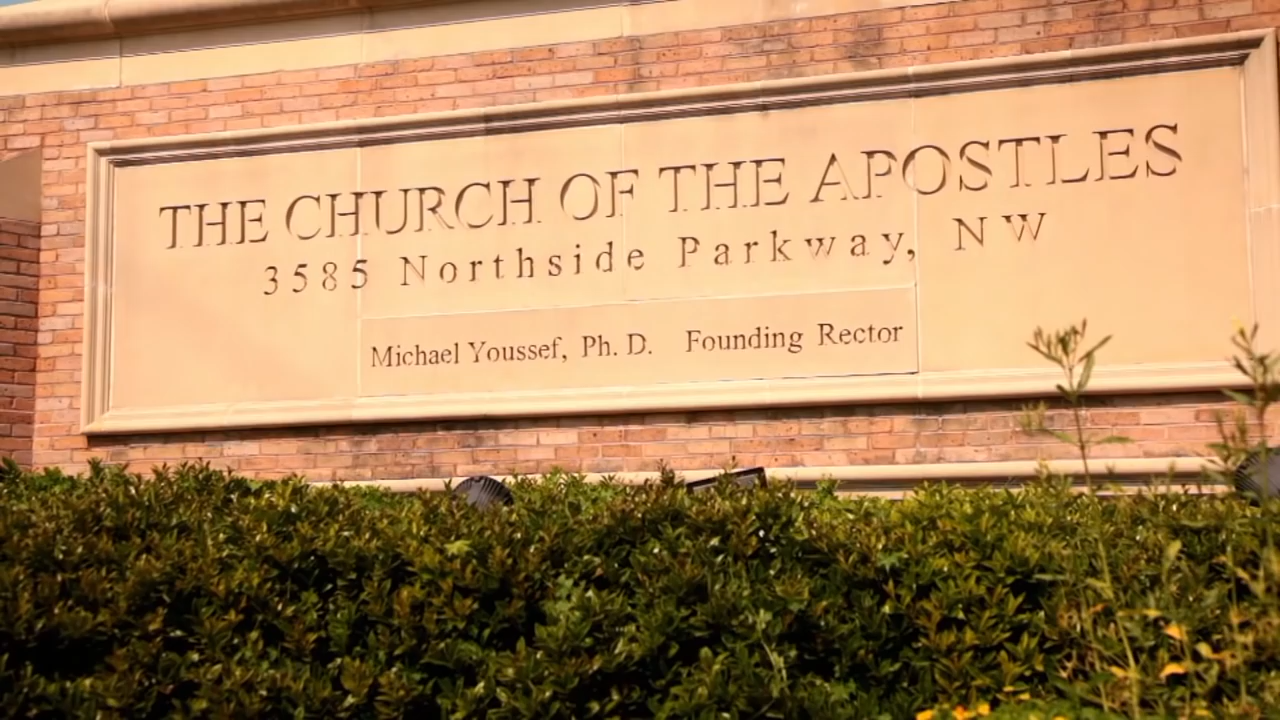 THE CHURCH OF THE APOSTLES
3585 Northside Parkway, NW
Michael Youssef, Ph. D. Founding Rector